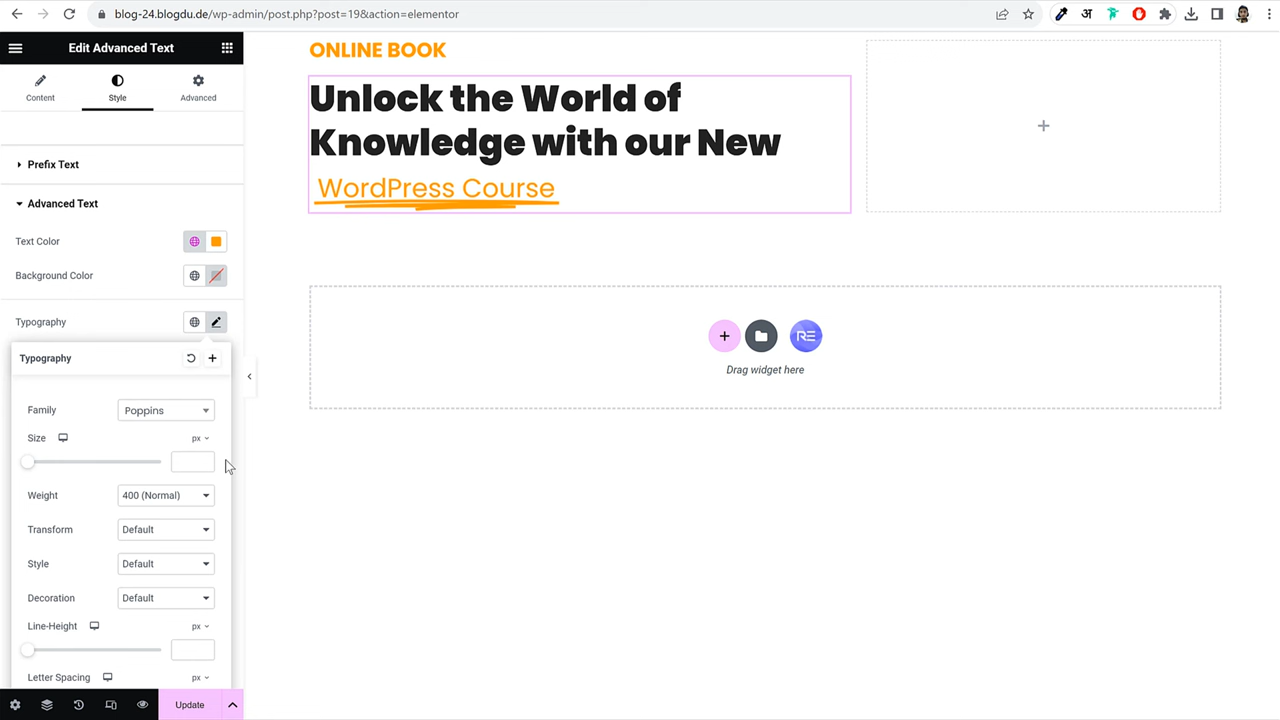 blog-24.blogdu.de/wp-admin/post.php?post=19&action=elementor
अ
Edit Advanced Text
Content
Style
Advanced
Prefix Text
Advanced Text
Text Color
Background Color
Typography
Typography
Family
Poppins
Size
px
Weight
400 (Normal)
Transform
Default
Style
Default
Decoration
Default
Line-Height
px
Letter Spacing
px
Update
ONLINE BOOK
Unlock the World of
Knowledge with our New
WordPress Course
RE
Drag widget here